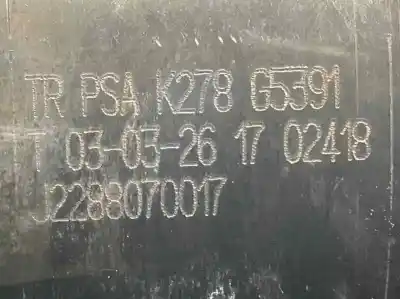 TR PSA K278 G5391
T 03-03-26 17 02418
J2288070017